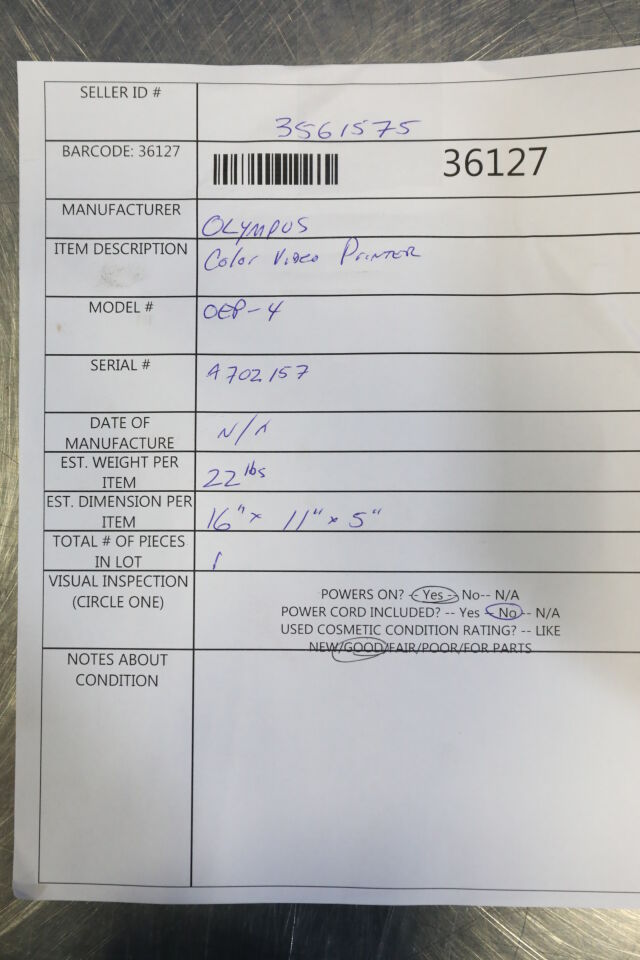 SELLER ID #
3561575
BARCODE: 36127
36127
MANUFACTURER
OLYMPUS
ITEM DESCRIPTION
Color Video Printer
MODEL #
OEP-4
SERIAL #
A702157
DATE OF
MANUFACTURE
N/A
EST. WEIGHT PER
ITEM
22 lbs
EST. DIMENSION PER
ITEM
16" x 11" x 5"
TOTAL # OF PIECES
IN LOT
1
VISUAL INSPECTION
(CIRCLE ONE)
POWERS ON? -- Yes -- No-- N/A
POWER CORD INCLUDED? -- Yes -- No -- N/A
USED COSMETIC CONDITION RATING? -- LIKE
NEW/GOOD/FAIR/POOR/FOR PARTS
NOTES ABOUT
CONDITION